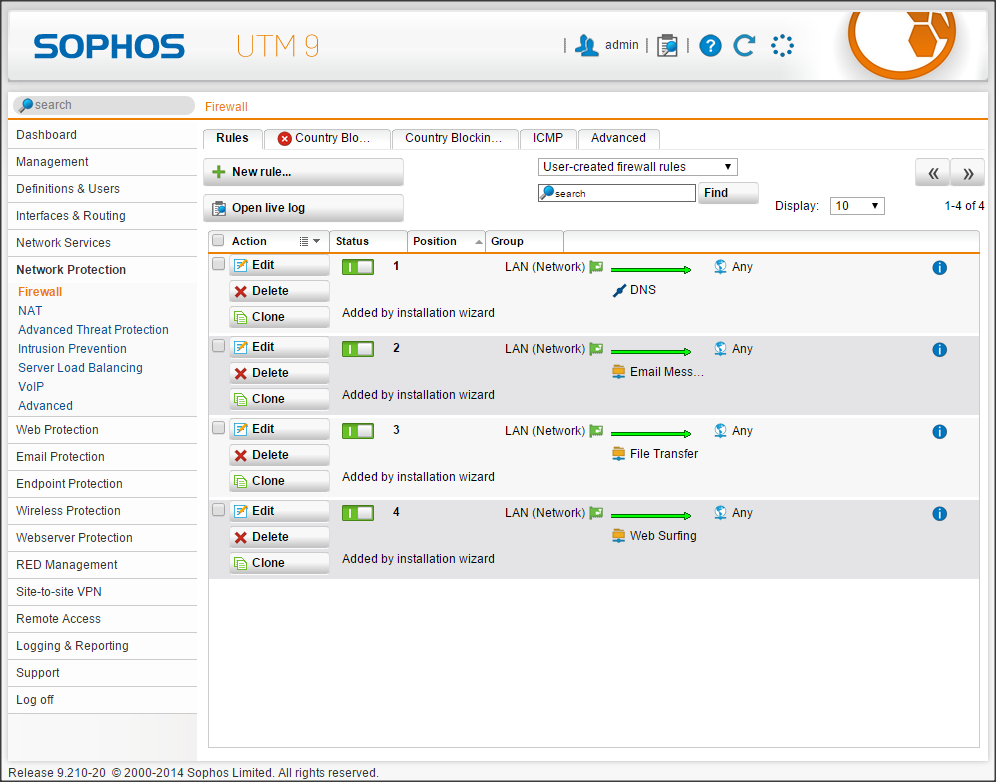 SOPHOS UTM 9 | admin | | ?
search Firewall
Dashboard
Management
Definitions & Users
Interfaces & Routing
Network Services
Network Protection
Firewall
NAT
Advanced Threat Protection
Intrusion Prevention
Server Load Balancing
VoIP
Advanced
Web Protection
Email Protection
Endpoint Protection
Wireless Protection
Webserver Protection
RED Management
Site-to-site VPN
Remote Access
Logging & Reporting
Support
Log off
Rules Country Blo... Country Blockin... ICMP Advanced
New rule... User-created firewall rules « »
search Find
Open live log Display: 10 1-4 of 4
Action Status Position Group
Edit 1 LAN (Network) Any i
Delete DNS
Clone Added by installation wizard
Edit 2 LAN (Network) Any i
Delete Email Mess...
Clone Added by installation wizard
Edit 3 LAN (Network) Any i
Delete File Transfer
Clone Added by installation wizard
Edit 4 LAN (Network) Any i
Delete Web Surfing
Clone Added by installation wizard
Release 9.210-20 © 2000-2014 Sophos Limited. All rights reserved.